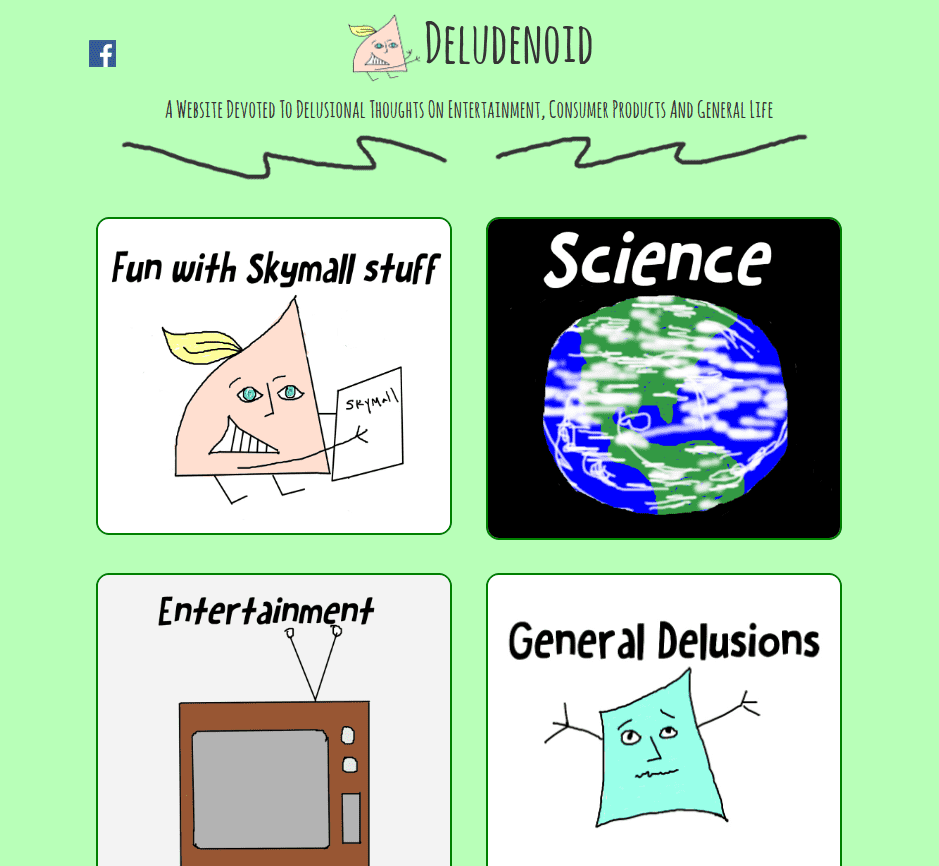 Deludenoid
A Website Devoted To Delusional Thoughts On Entertainment, Consumer Products And General Life
Fun with Skymall stuff
Skymall
Science
Entertainment
General Delusions